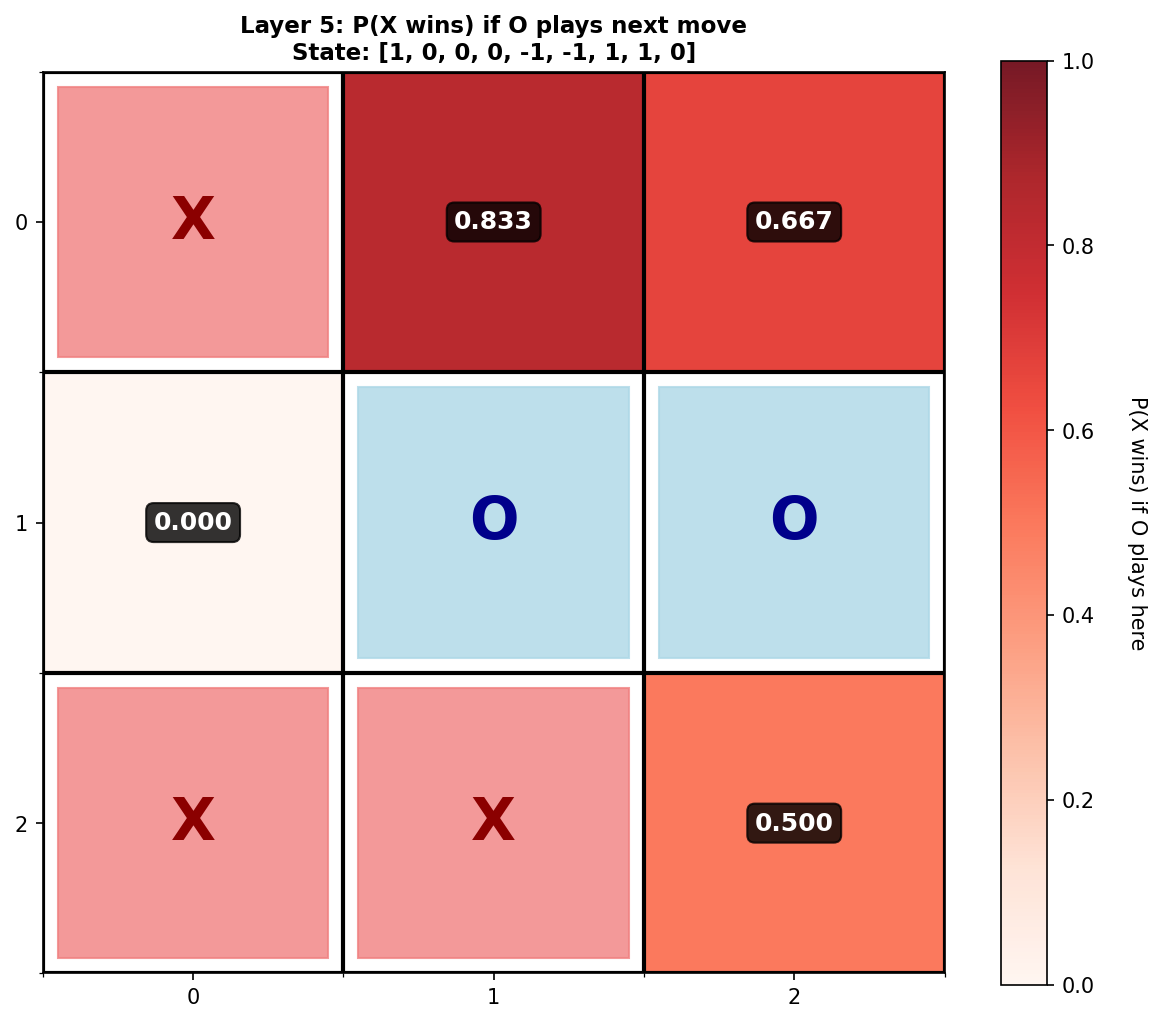 Layer 5: P(X wins) if O plays next move
State: [1, 0, 0, 0, -1, -1, 1, 1, 0]
0
X
0.833
0.667
1
0.000
O
O
2
X
X
0.500
0
1
2
1.0
0.8
0.6
0.4
0.2
0.0
P(X wins) if O plays here